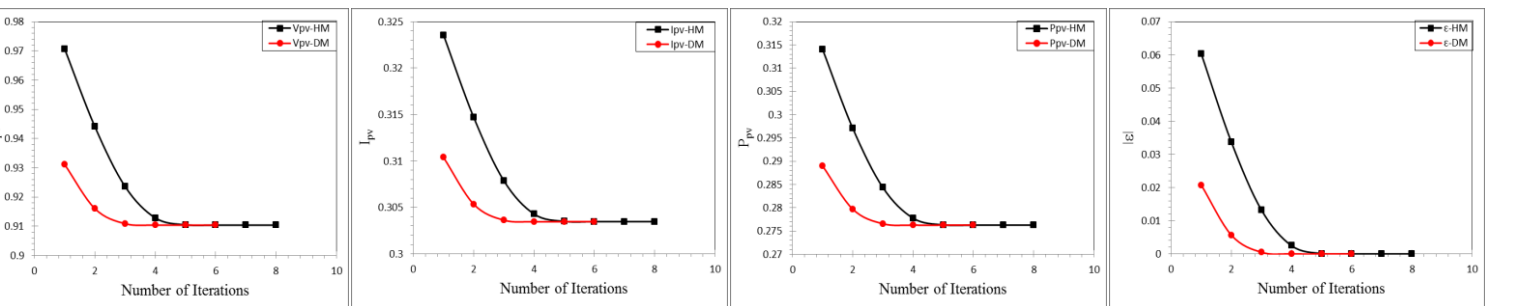 0.98
0.97
0.96
0.95
0.94
0.93
0.92
0.91
0.9
0 2 4 6 8 10
Number of Iterations
Vpv-HM
Vpv-DM
0.325
0.32
0.315
0.31
0.305
0.3
0 2 4 6 8 10
Ipv
Number of Iterations
Ipv-HM
Ipv-DM
0.32
0.315
0.31
0.305
0.3
0.295
0.29
0.285
0.28
0.275
0.27
0 2 4 6 8 10
Ppv
Number of Iterations
Ppv-HM
Ppv-DM
0.07
0.06
0.05
0.04
0.03
0.02
0.01
0
0 2 4 6 8 10
|ε|
Number of Iterations
ε-HM
ε-DM